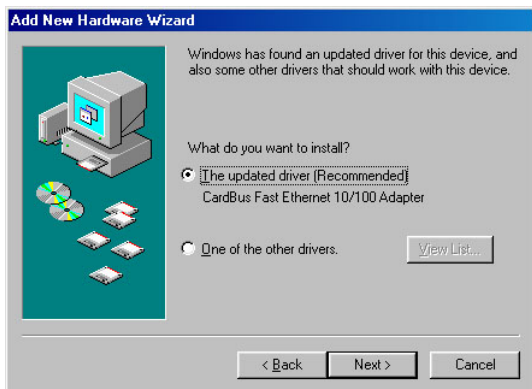 Add New Hardware Wizard
Windows has found an updated driver for this device, and
also some other drivers that should work with this device.
What do you want to install?
The updated driver (Recommended)
CardBus Fast Ethernet 10/100 Adapter
One of the other drivers.
View List...
< Back
Next >
Cancel